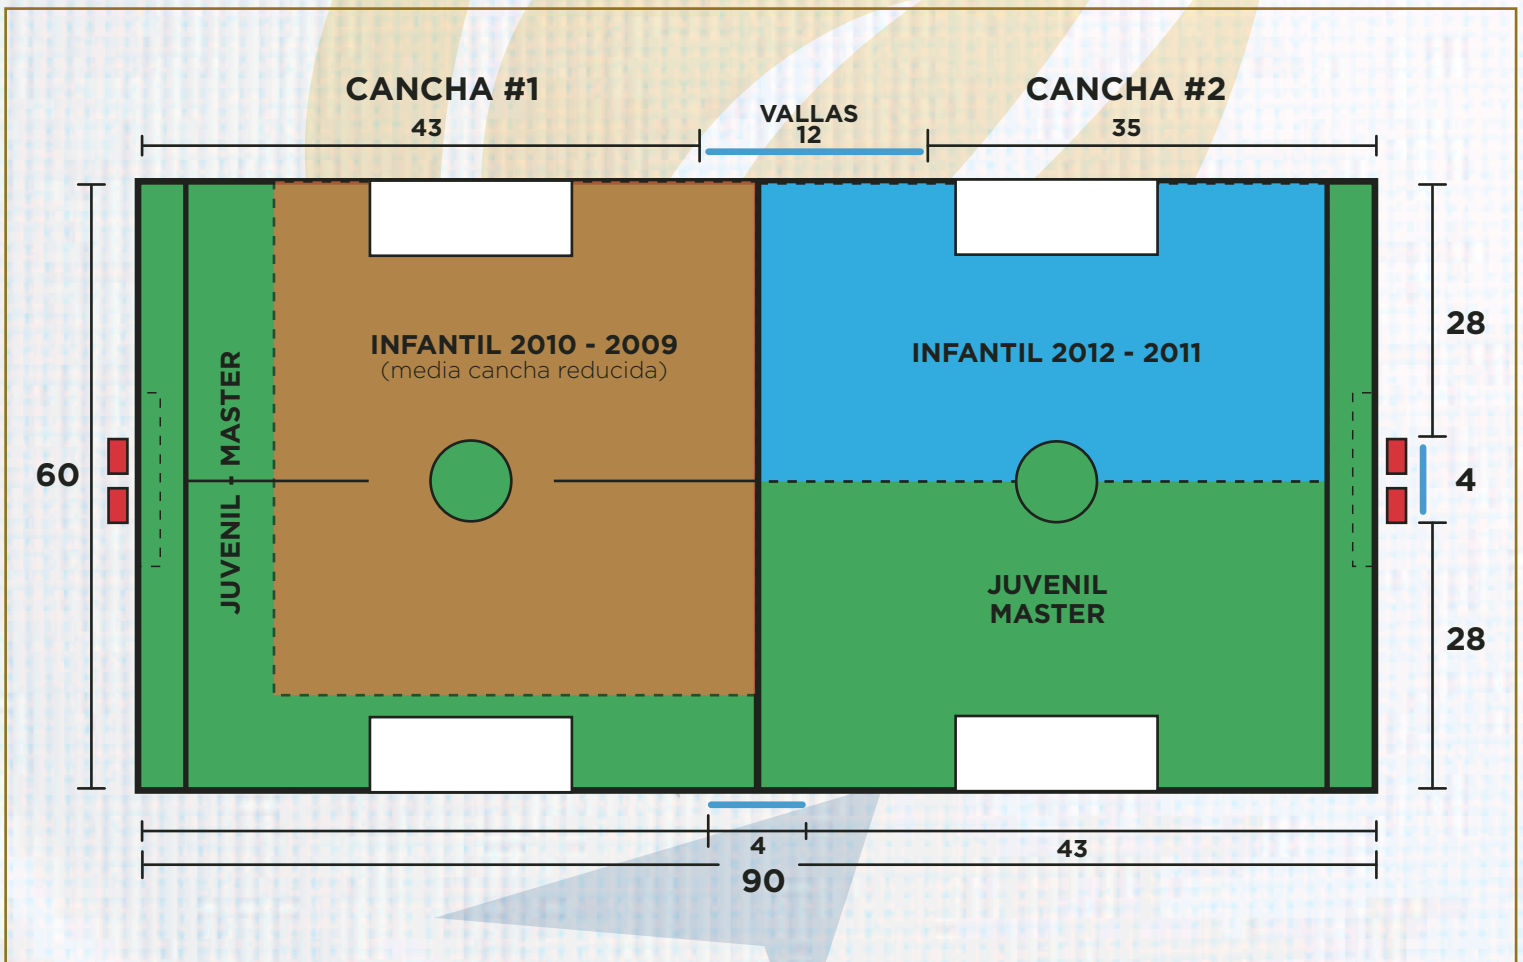 CANCHA #1
CANCHA #2
43
VALLAS
12
35
INFANTIL 2010 - 2009
(media cancha reducida)
INFANTIL 2012 - 2011
JUVENIL - MASTER
60
28
4
28
JUVENIL
MASTER
4
43
90